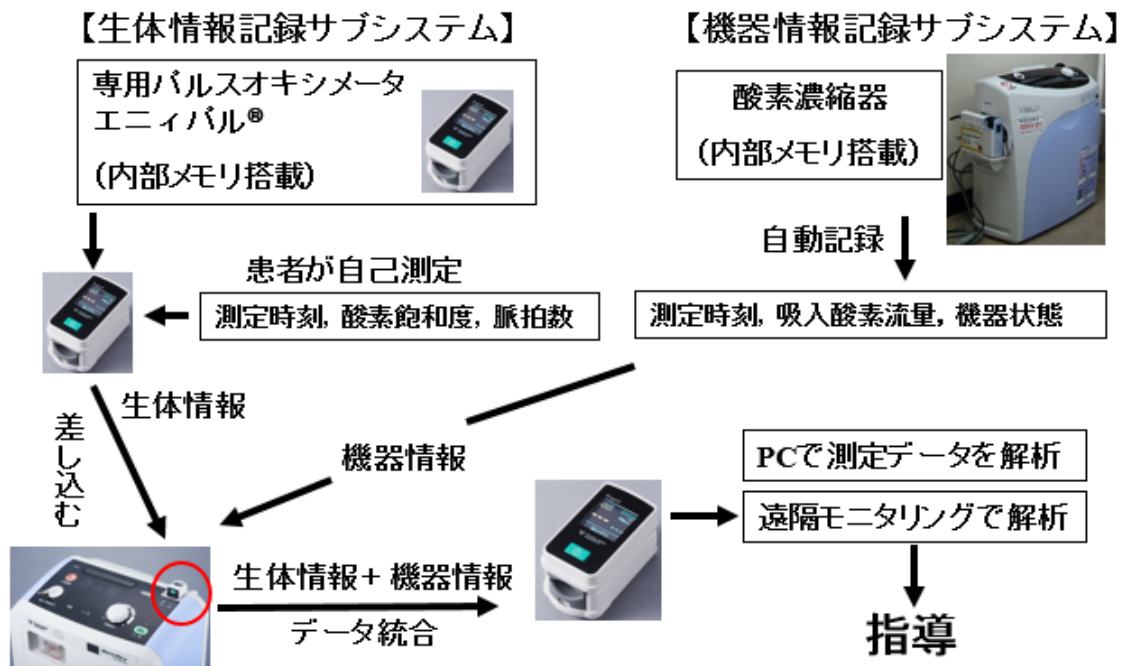 【生体情報記録サブシステム】
専用パルスオキシメータ
エニィパル®
(内部メモリ搭載)
患者が自己測定
測定時刻, 酸素飽和度, 脈拍数
【機器情報記録サブシステム】
酸素濃縮器
(内部メモリ搭載)
自動記録
測定時刻, 吸入酸素流量, 機器状態
生体情報
差し込む
機器情報
生体情報+ 機器情報
データ統合
PCで測定データを解析
遠隔モニタリングで解析
指導